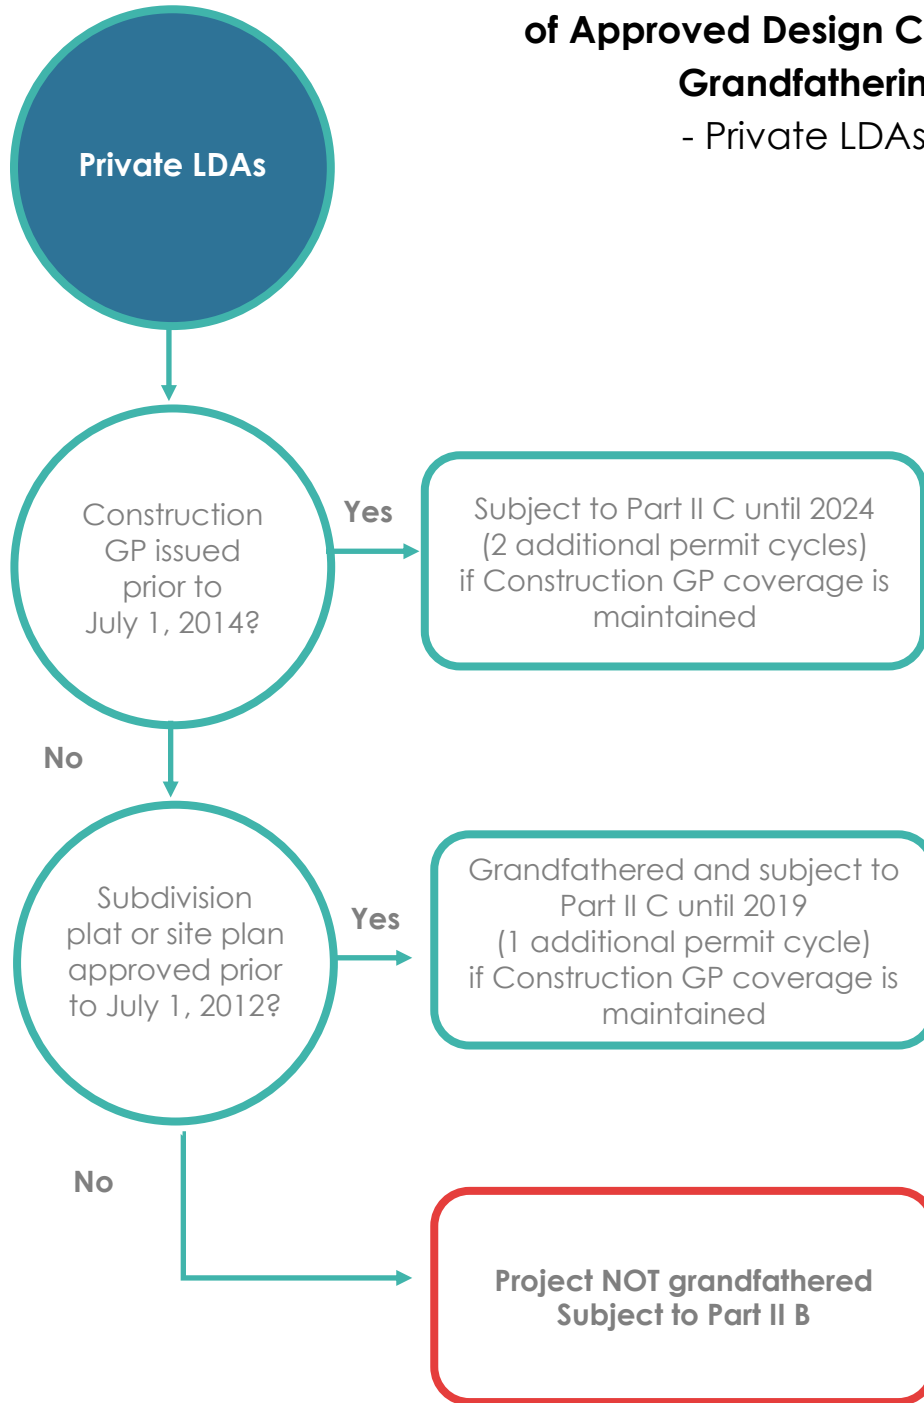 of Approved Design C
Grandfatherin
- Private LDAs
Private LDAs
Construction
GP issued
prior to
July 1, 2014?
Yes
Subject to Part II C until 2024
(2 additional permit cycles)
if Construction GP coverage is
maintained
No
Subdivision
plat or site plan
approved prior
to July 1, 2012?
Yes
Grandfathered and subject to
Part II C until 2019
(1 additional permit cycle)
if Construction GP coverage is
maintained
No
Project NOT grandfathered
Subject to Part II B